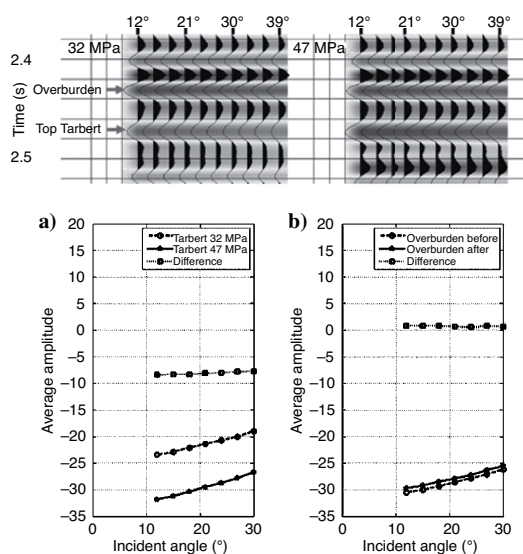 12° 21° 30° 39° 12° 21° 30° 39°
32 MPa 47 MPa
2.4
Overburden
Time (s)
Top Tarbert
2.5
a) b)
20 20
15 15
10 10
5 5
0 0
−5 −5
−10 −10
−15 −15
−20 −20
−25 −25
−30 −30
−35 −35
Average amplitude Average amplitude
Tarbert 32 MPa
Tarbert 47 MPa
Difference
Overburden before
Overburden after
Difference
0 10 20 30 0 10 20 30
Incident angle (°) Incident angle (°)